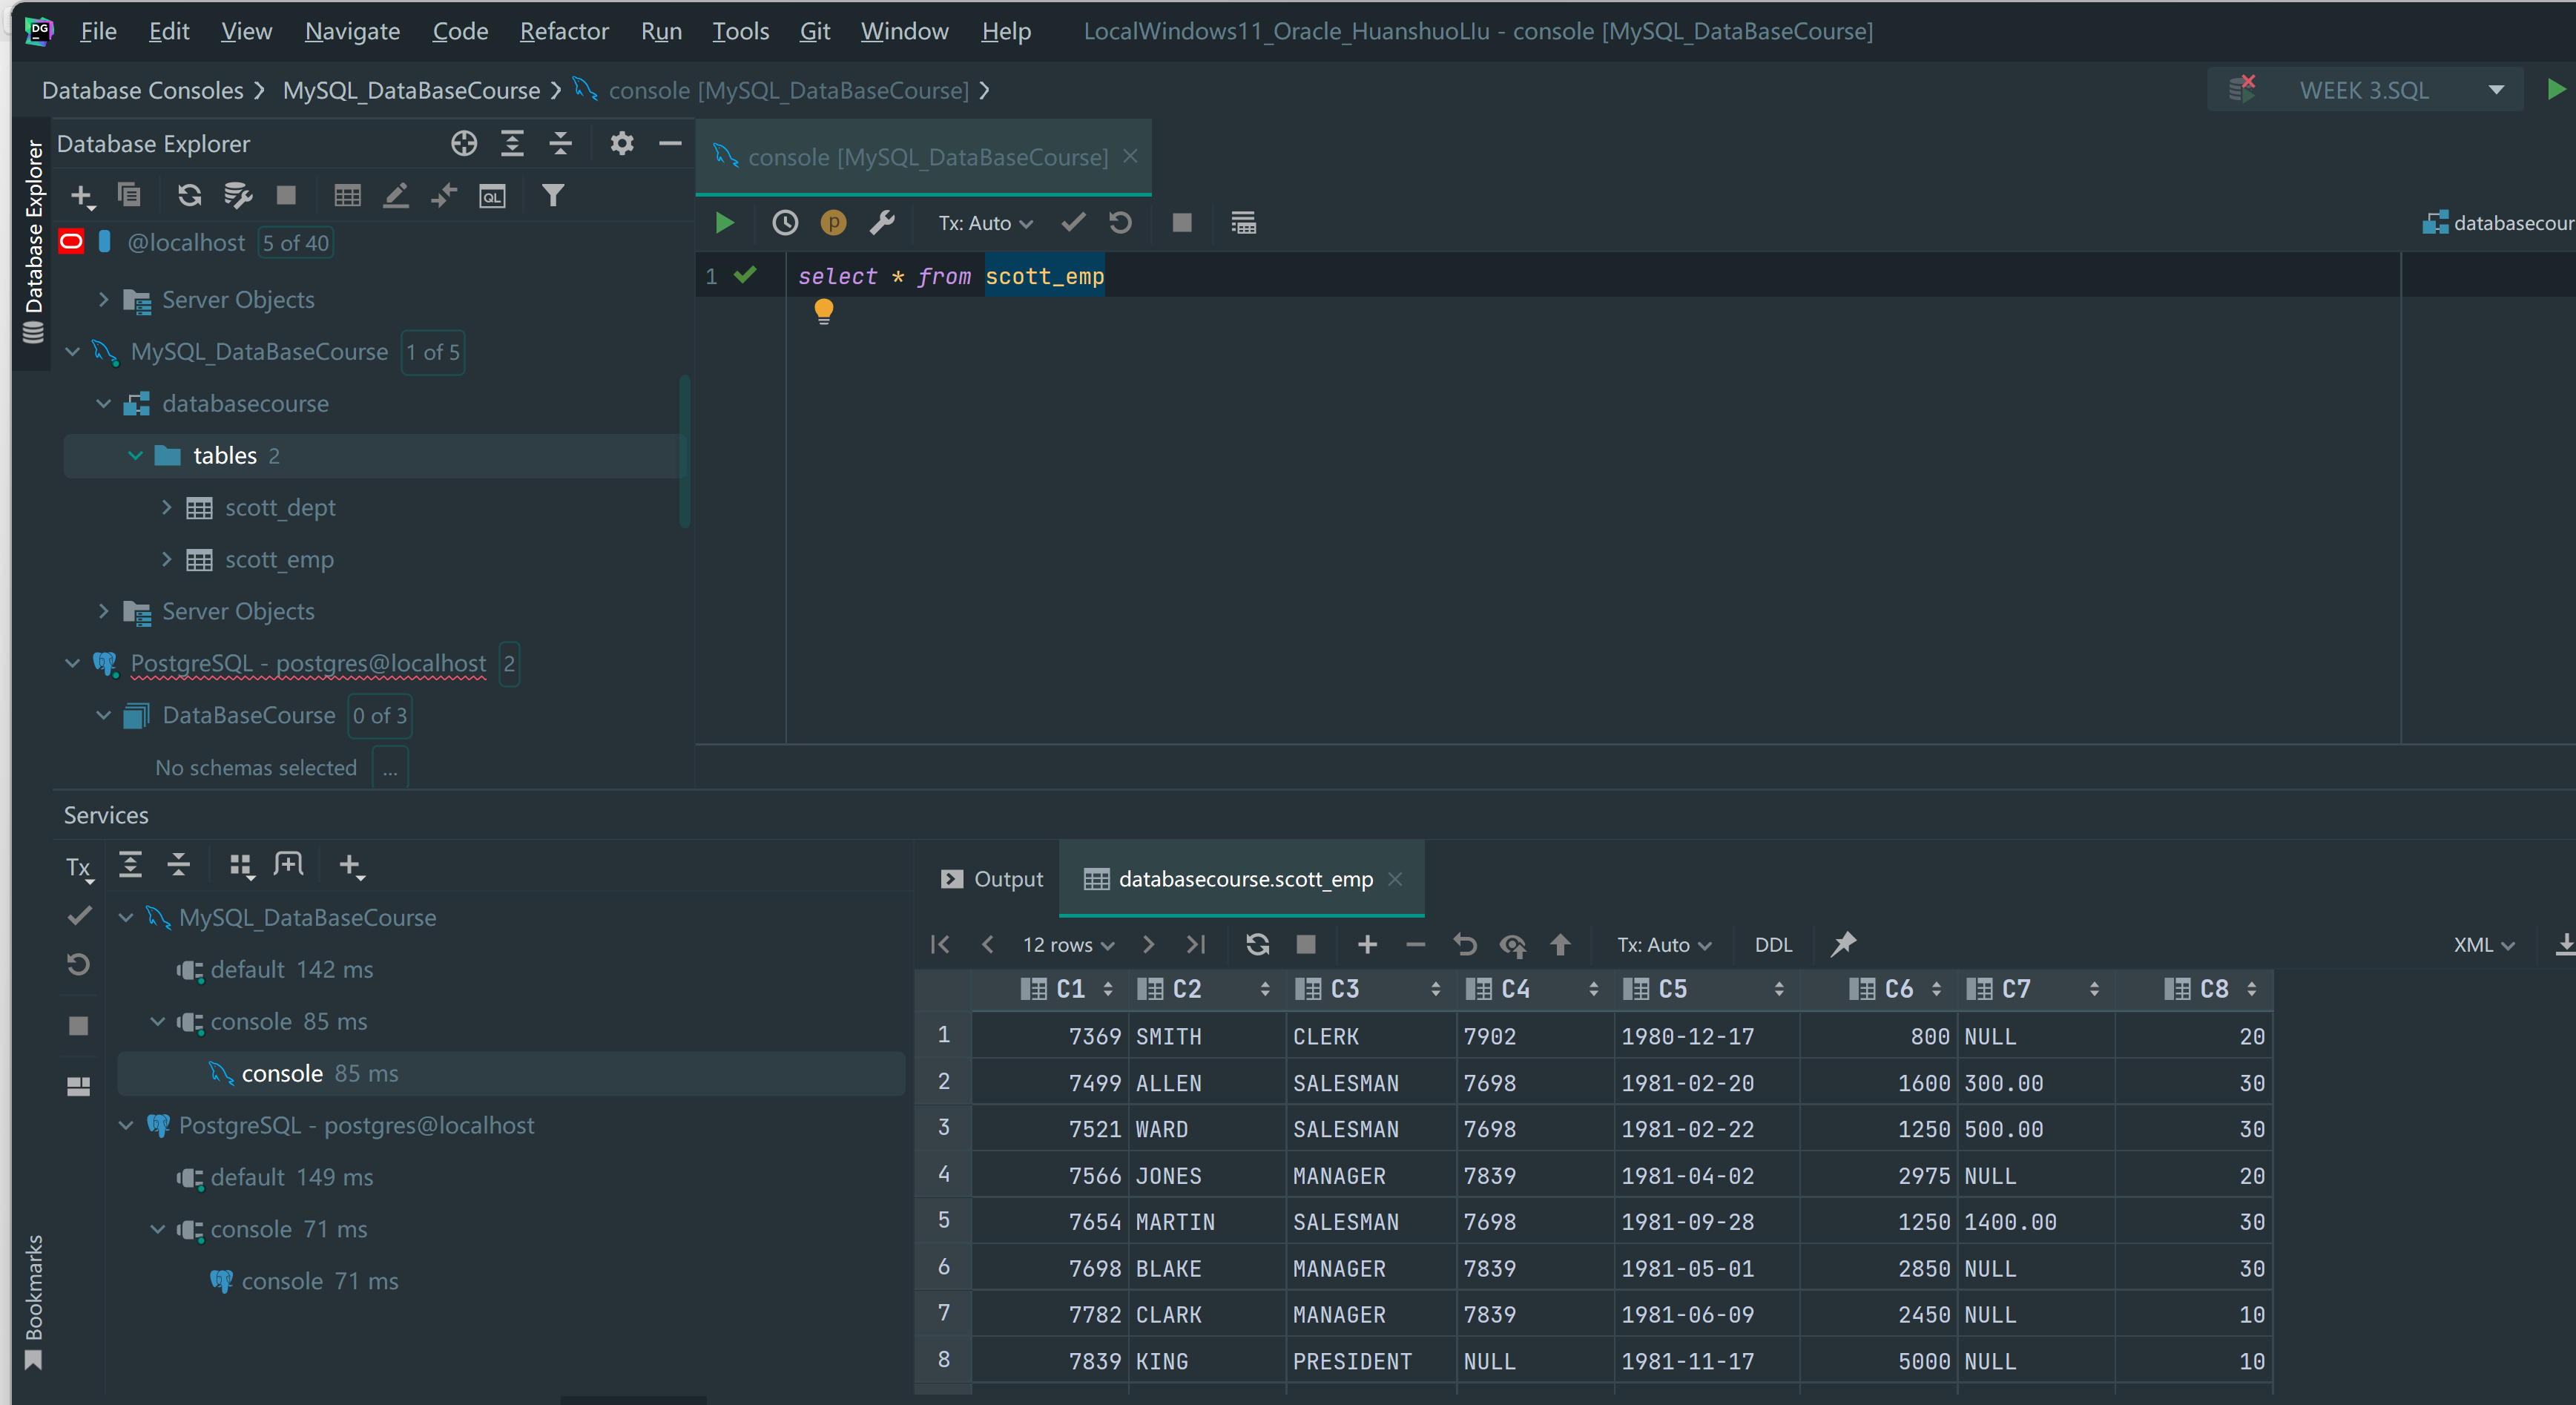 DG File Edit View Navigate Code Refactor Run Tools Git Window Help LocalWindows11_Oracle_HuanshuoLIu - console [MySQL_DataBaseCourse]
Database Consoles MySQL_DataBaseCourse console [MySQL_DataBaseCourse] WEEK 3.SQL
Database Explorer
Database Explorer
QL
@localhost 5 of 40
Server Objects
MySQL_DataBaseCourse 1 of 5
databasecourse
tables 2
scott_dept
scott_emp
Server Objects
PostgreSQL - postgres@localhost 2
DataBaseCourse 0 of 3
No schemas selected ...
console [MySQL_DataBaseCourse]
p Tx: Auto databasecour
1 select * from scott_emp
Services
Tx
MySQL_DataBaseCourse
default 142 ms
console 85 ms
console 85 ms
PostgreSQL - postgres@localhost
default 149 ms
console 71 ms
console 71 ms
Bookmarks
Output databasecourse.scott_emp
12 rows Tx: Auto DDL XML
C1 C2 C3 C4 C5 C6 C7 C8
1 7369 SMITH CLERK 7902 1980-12-17 800 NULL 20
2 7499 ALLEN SALESMAN 7698 1981-02-20 1600 300.00 30
3 7521 WARD SALESMAN 7698 1981-02-22 1250 500.00 30
4 7566 JONES MANAGER 7839 1981-04-02 2975 NULL 20
5 7654 MARTIN SALESMAN 7698 1981-09-28 1250 1400.00 30
6 7698 BLAKE MANAGER 7839 1981-05-01 2850 NULL 30
7 7782 CLARK MANAGER 7839 1981-06-09 2450 NULL 10
8 7839 KING PRESIDENT NULL 1981-11-17 5000 NULL 10